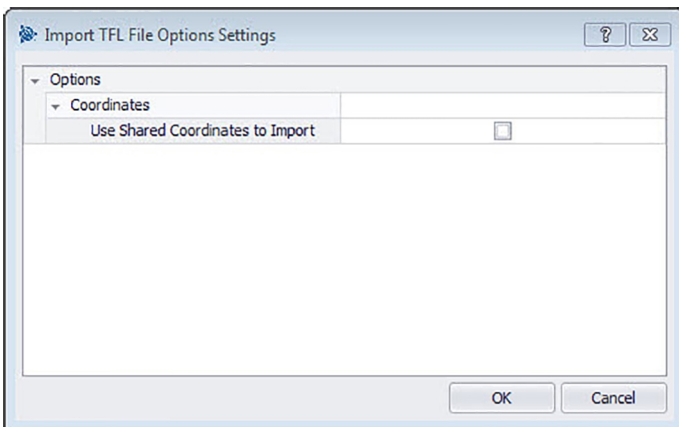 Import TFL File Options Settings
?
Options
Coordinates
Use Shared Coordinates to Import
OK
Cancel